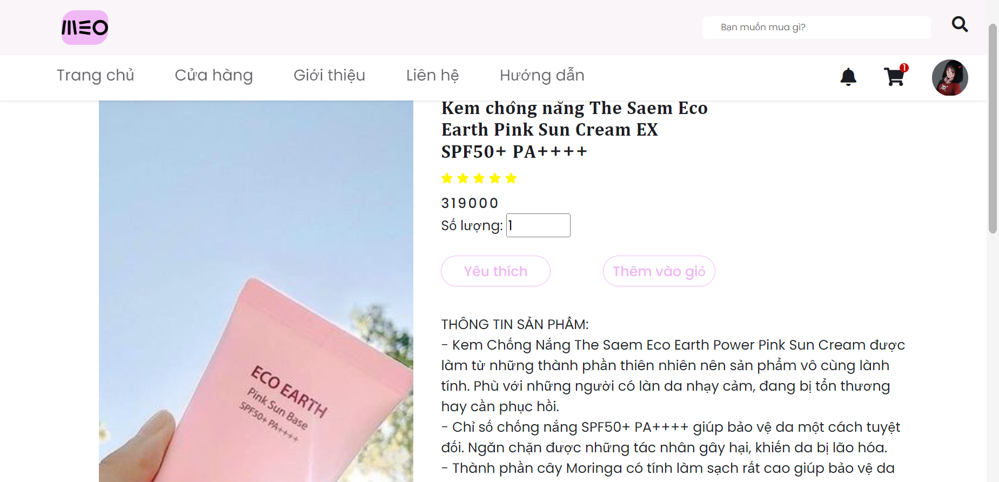 MEO
Bạn muốn mua gì?
Trang chủ
Cửa hàng
Giới thiệu
Liên hệ
Hướng dẫn
1
Kem chống nắng The Saem Eco
Earth Pink Sun Cream EX
SPF50+ PA++++
319000
Số lượng: 1
Yêu thích
Thêm vào giỏ
THÔNG TIN SẢN PHẨM:
- Kem Chống Nắng The Saem Eco Earth Power Pink Sun Cream được
làm từ những thành phần thiên nhiên nên sản phẩm vô cùng lành
tính. Phù với những người có làn da nhạy cảm, đang bị tổn thương
hay cần phục hồi.
- Chỉ số chống nắng SPF50+ PA++++ giúp bảo vệ da một cách tuyệt
đối. Ngăn chặn được những tác nhân gây hại, khiến da bị lão hóa.
- Thành phần cây Moringa có tính làm sạch rất cao giúp bảo vệ da
ECO EARTH
Pink Sun Base
SPF50+ PA++++